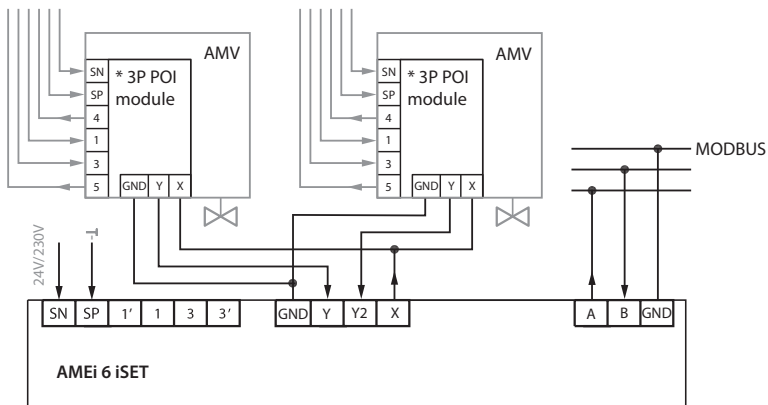 AMV
SN
* 3P POI
module
SP
4
1
3
5
GND Y X
AMV
SN
* 3P POI
module
SP
4
1
3
5
GND Y X
MODBUS
24V/230V
SN SP 1′ 1 3 3′ GND Y Y2 X A B GND
AMEi 6 iSET